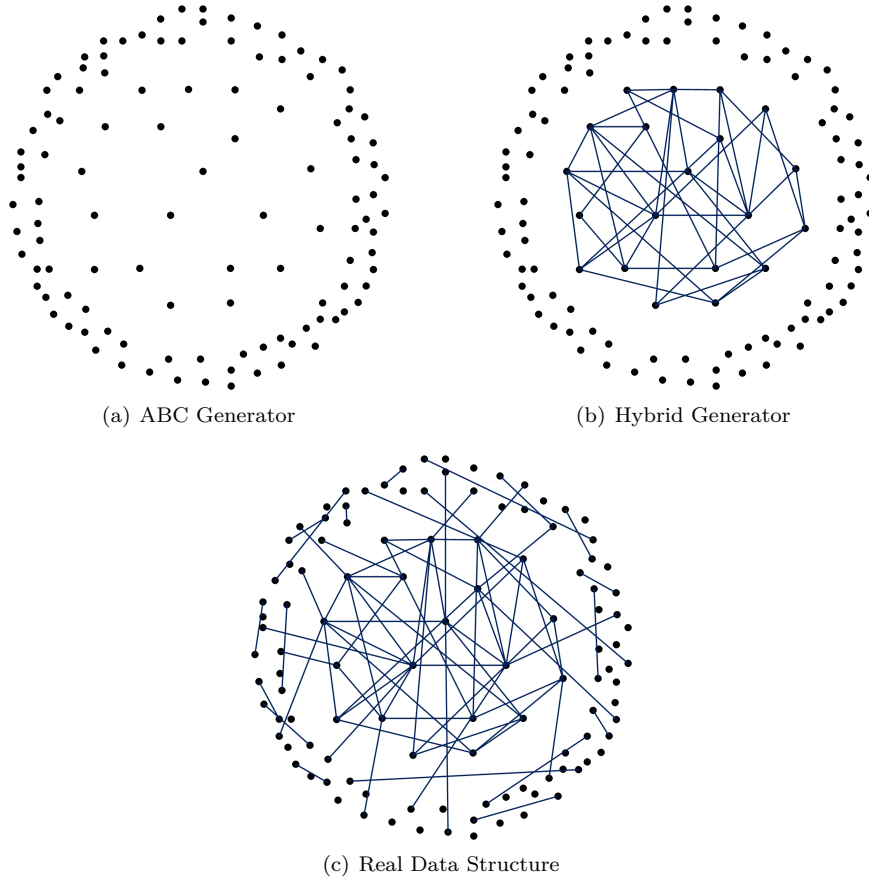 (a) ABC Generator
(b) Hybrid Generator
(c) Real Data Structure